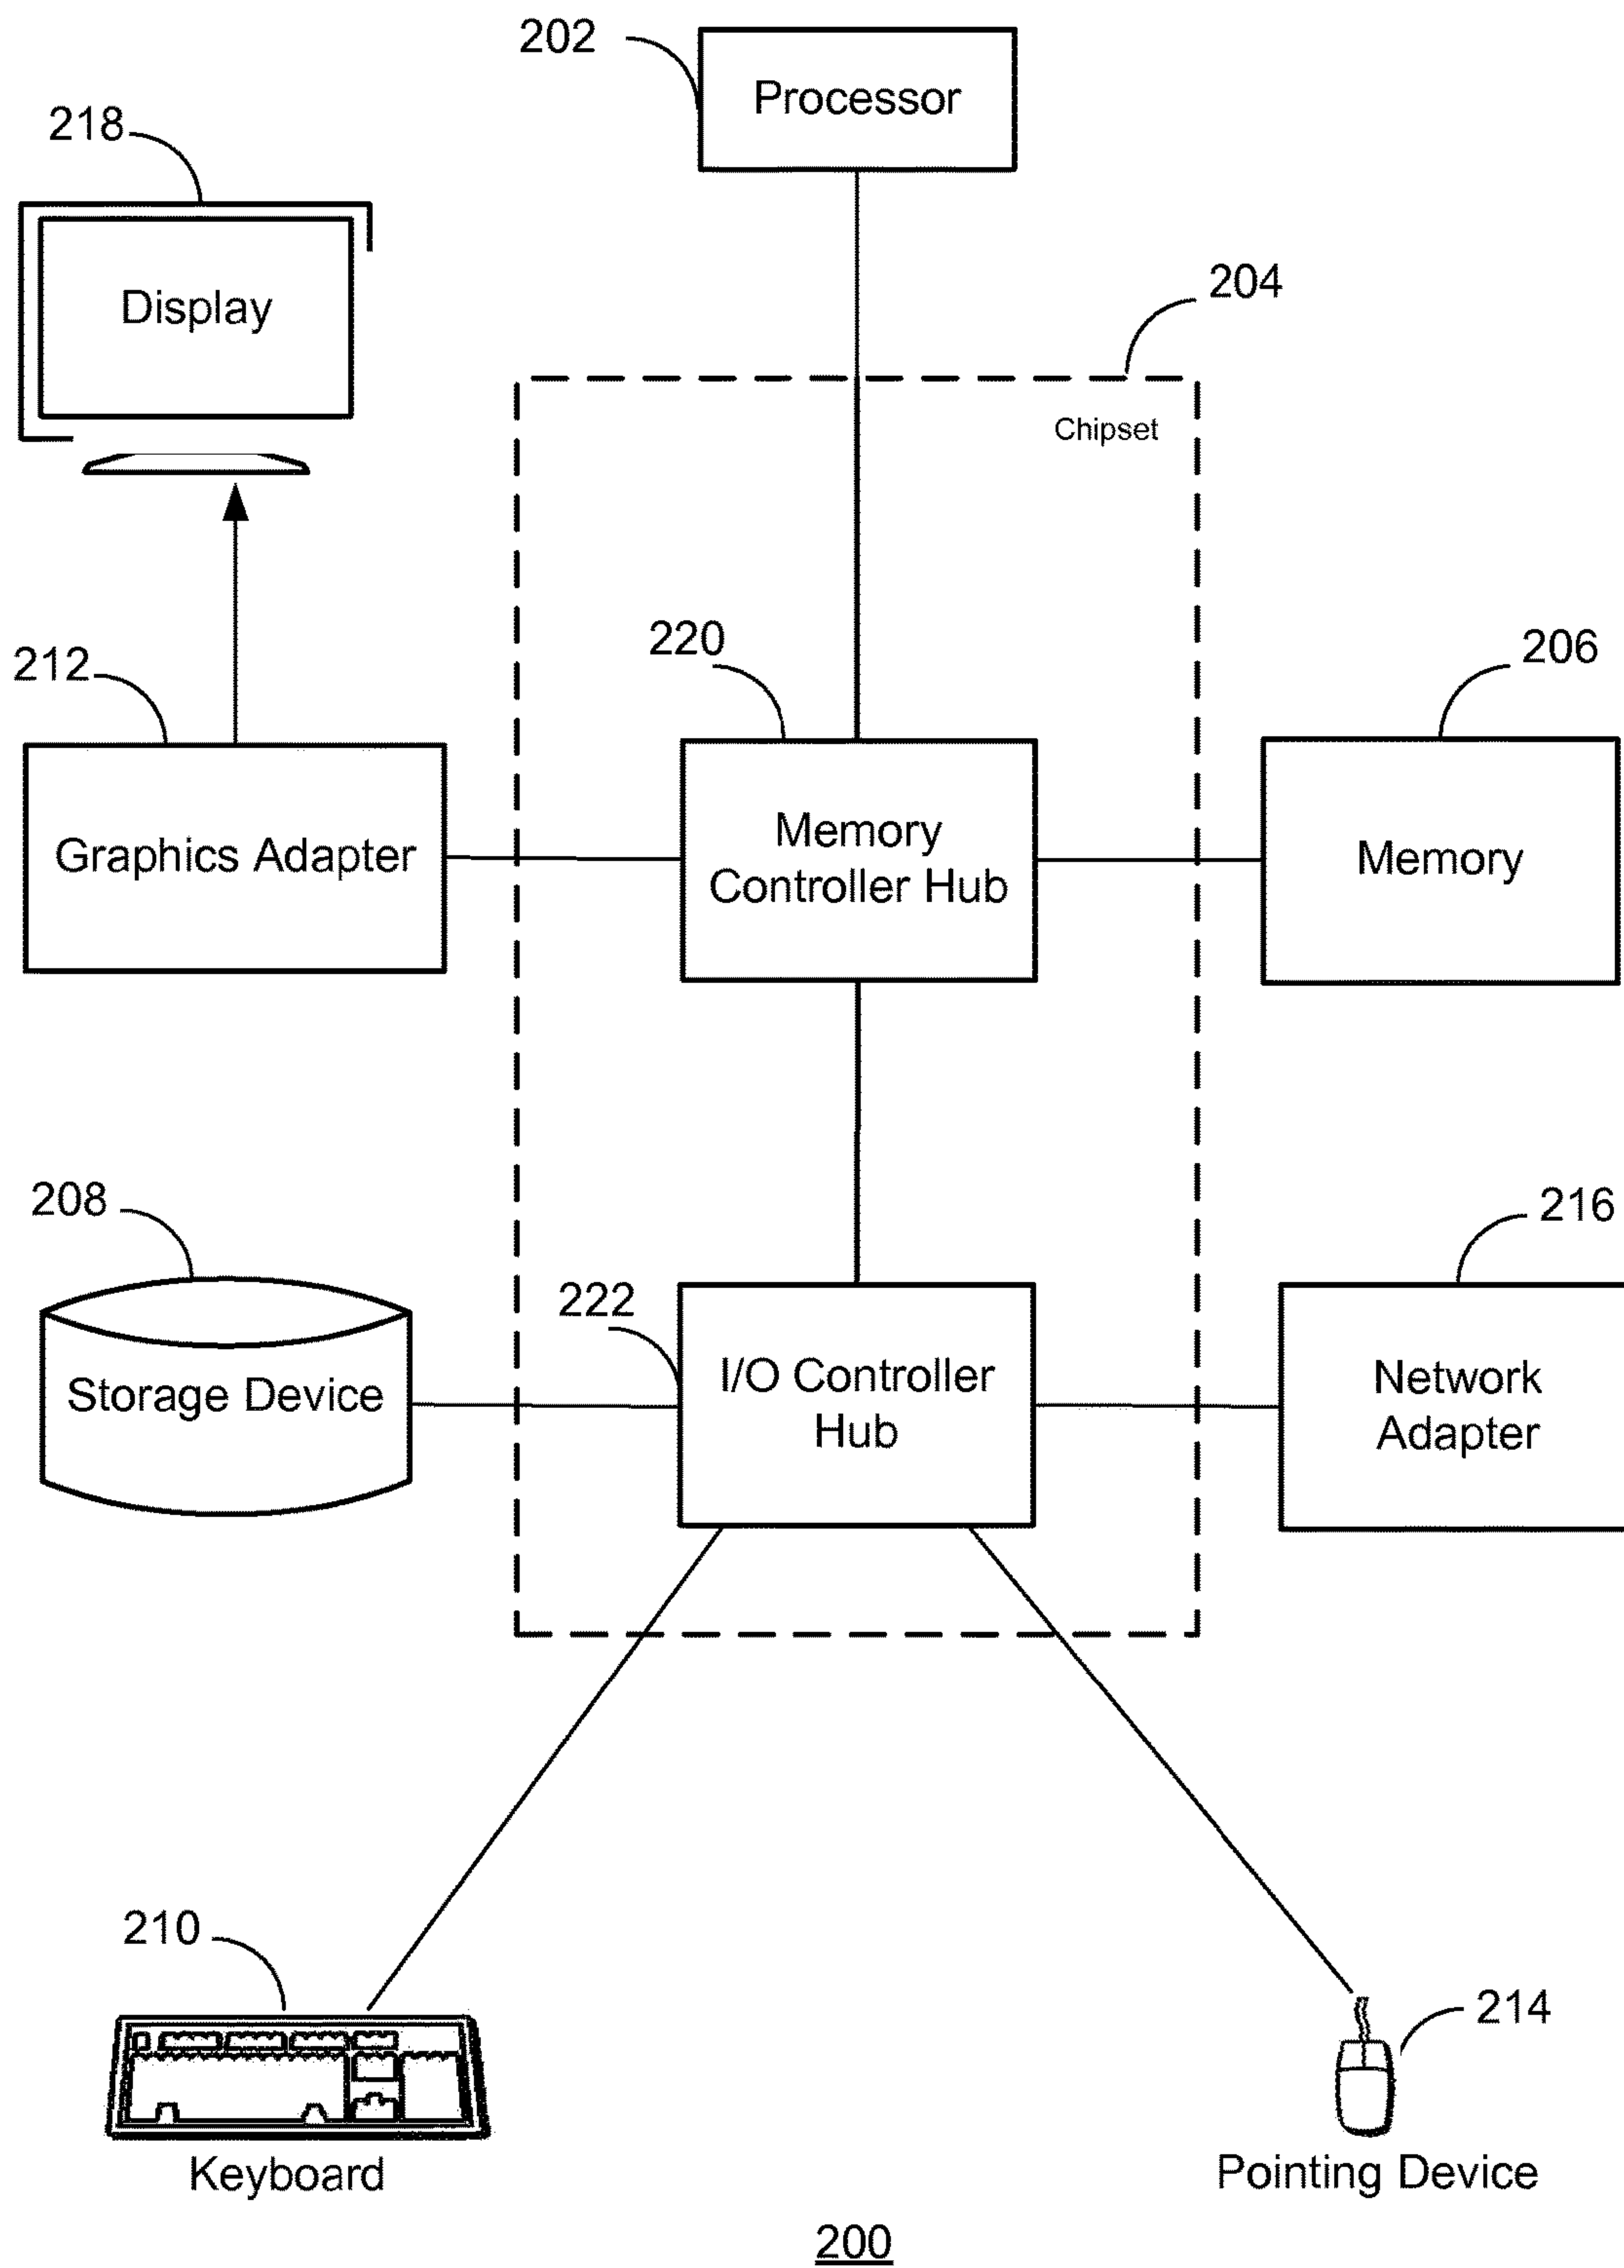 202
Processor
218
Display
204
Chipset
220
206
212
Graphics Adapter
Memory
Controller Hub
Memory
208
216
222
Storage Device
I/O Controller
Hub
Network
Adapter
210
214
Keyboard
Pointing Device
200